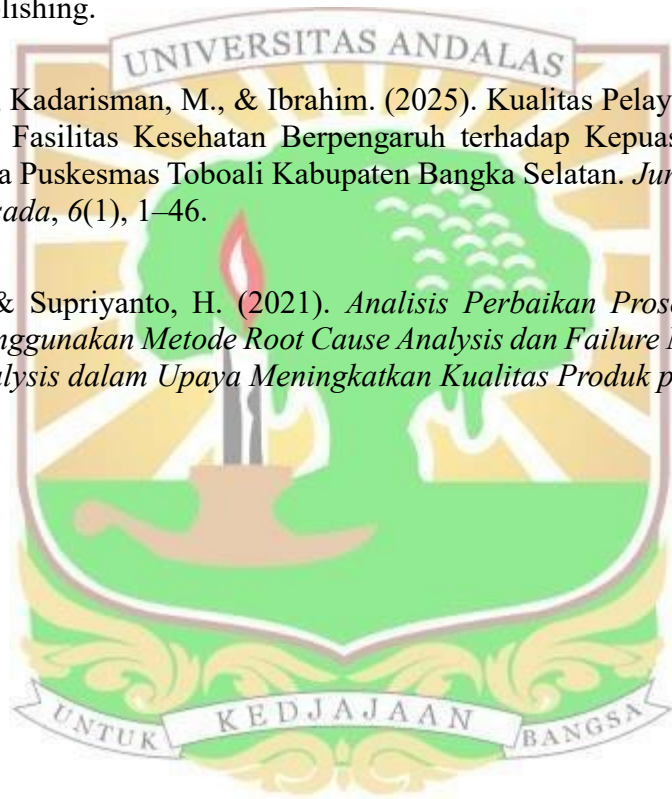 lishing.
UNIVERSITAS ANDALAS
Kadarisman, M., & Ibrahim. (2025). Kualitas Pelay
Fasilitas Kesehatan Berpengaruh terhadap Kepuas
a Puskesmas Toboali Kabupaten Bangka Selatan. Jur
ada, 6(1), 1–46.
& Supriyanto, H. (2021). Analisis Perbaikan Prose
nggunakan Metode Root Cause Analysis dan Failure M
alysis dalam Upaya Meningkatkan Kualitas Produk p
UNTUK KEDJAJAAN BANGSA